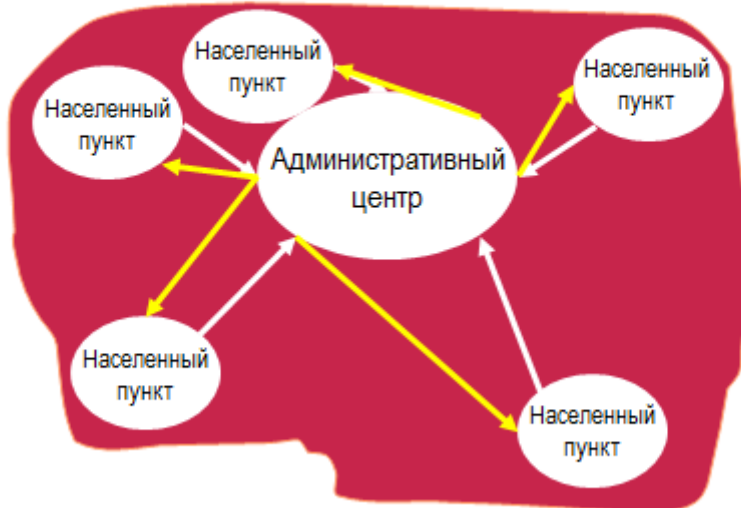 Населенный
пункт
Населенный
пункт
Населенный
пункт
Административный
центр
Населенный
пункт
Населенный
пункт